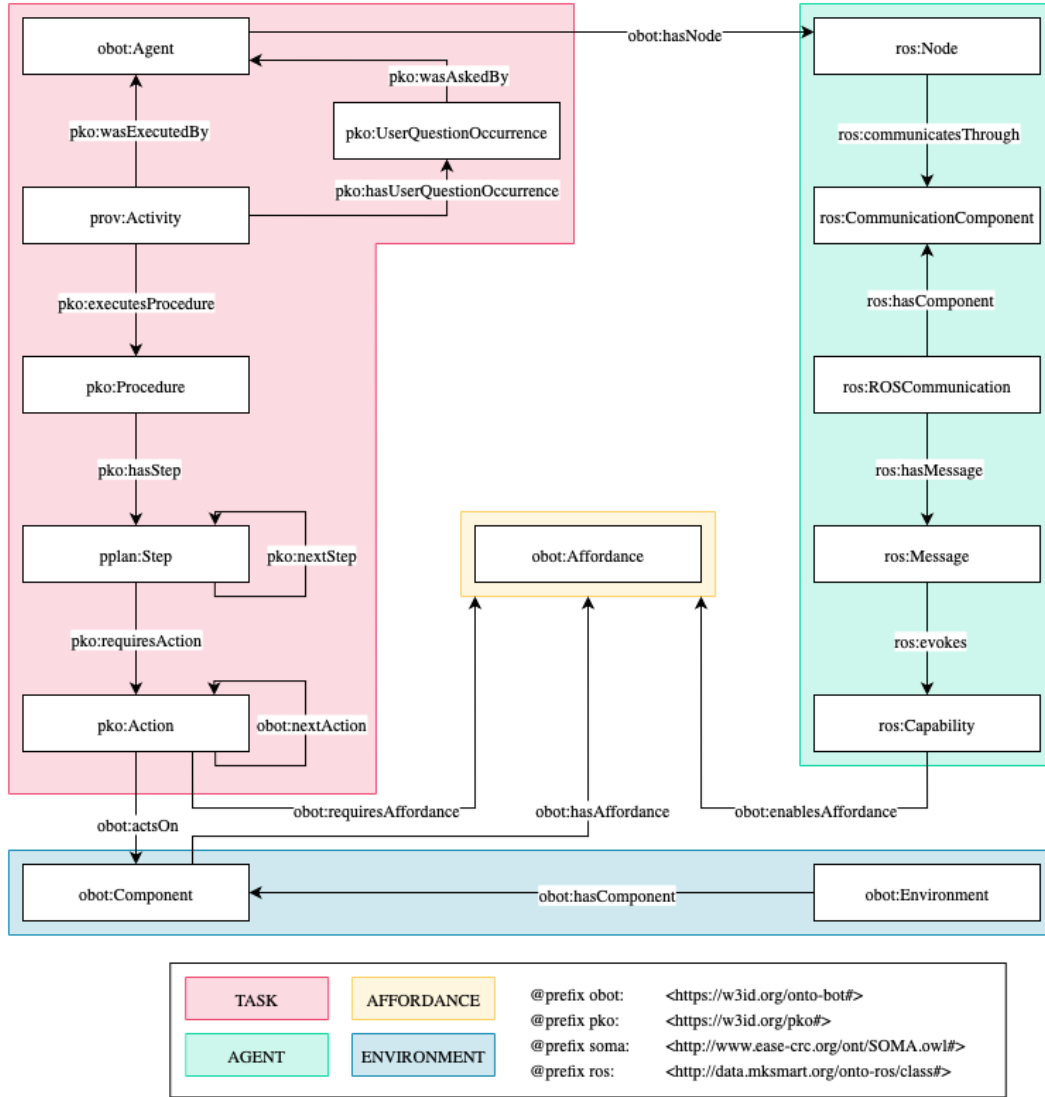 obot:Agent
obot:hasNode
ros:Node
pko:wasAskedBy
pko:wasExecutedBy
pko:UserQuestionOccurrence
ros:communicatesThrough
pko:hasUserQuestionOccurrence
prov:Activity
ros:CommunicationComponent
pko:executesProcedure
ros:hasComponent
pko:Procedure
ros:ROSCommunication
pko:hasStep
ros:hasMessage
pplan:Step
pko:nextStep
obot:Affordance
ros:Message
pko:requiresAction
ros:evokes
pko:Action
obot:nextAction
ros:Capability
obot:requiresAffordance
obot:hasAffordance
obot:enablesAffordance
obot:actsOn
obot:Component
obot:hasComponent
obot:Environment
TASK
AFFORDANCE
AGENT
ENVIRONMENT
@prefix obot: <https://w3id.org/onto-bot#>
@prefix pko: <https://w3id.org/pko#>
@prefix soma: <http://www.ease-crc.org/ont/SOMA.owl#>
@prefix ros: <http://data.mksmart.org/onto-ros/class#>